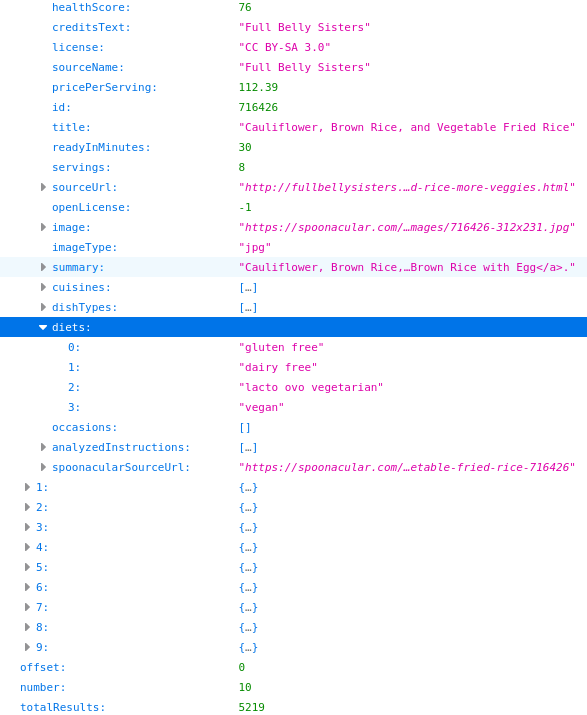 healthScore: 76
creditsText: "Full Belly Sisters"
license: "CC BY-SA 3.0"
sourceName: "Full Belly Sisters"
pricePerServing: 112.39
id: 716426
title: "Cauliflower, Brown Rice, and Vegetable Fried Rice"
readyInMinutes: 30
servings: 8
sourceUrl: "http://fullbellysisters.…d-rice-more-veggies.html"
openLicense: -1
image: "https://spoonacular.com/…mages/716426-312x231.jpg"
imageType: "jpg"
summary: "Cauliflower, Brown Rice,…Brown Rice with Egg</a>."
cuisines: […]
dishTypes: […]
diets:
0: "gluten free"
1: "dairy free"
2: "lacto ovo vegetarian"
3: "vegan"
occasions: []
analyzedInstructions: […]
spoonacularSourceUrl: "https://spoonacular.com/…etable-fried-rice-716426"
1: {…}
2: {…}
3: {…}
4: {…}
5: {…}
6: {…}
7: {…}
8: {…}
9: {…}
offset: 0
number: 10
totalResults: 5219